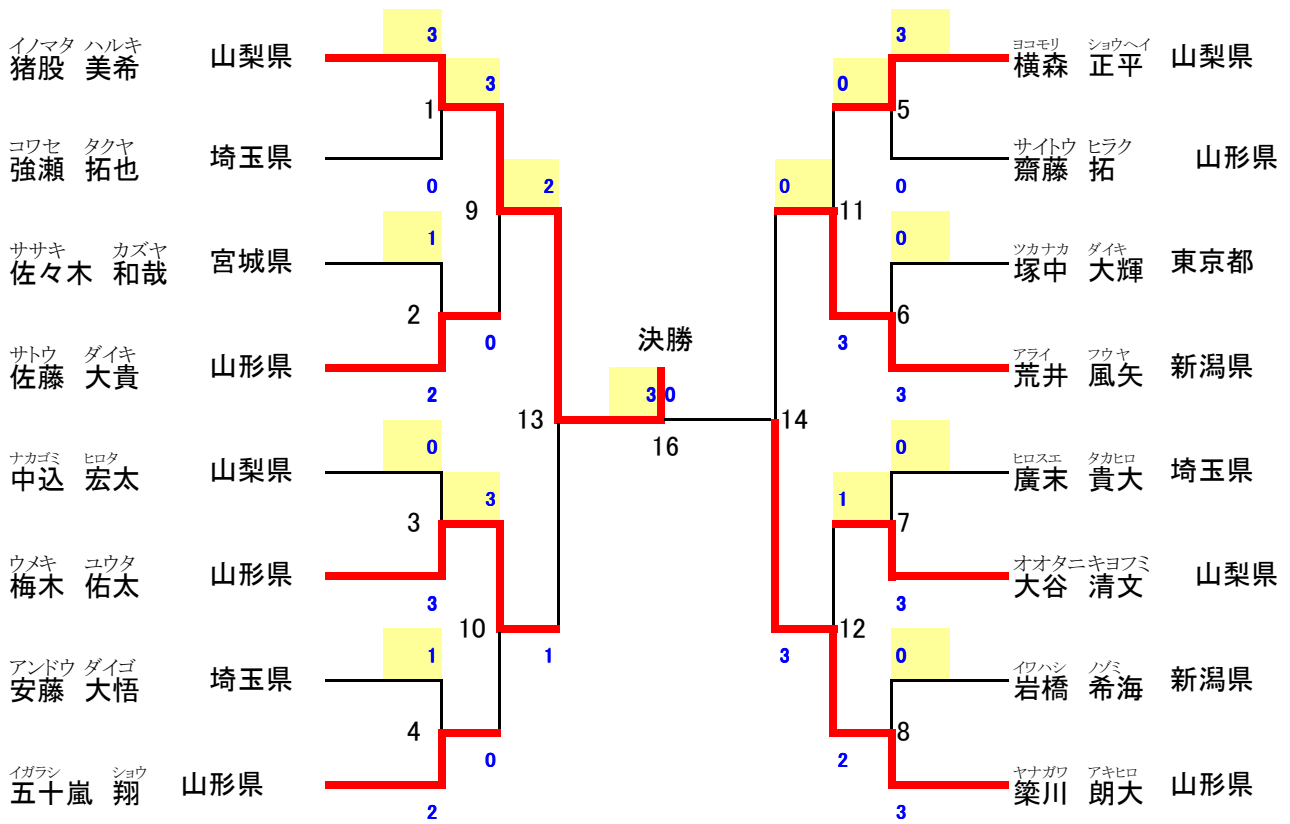 3
3
イノマタ ハルキ
猪股 美希 山梨県
ヨコモリ ショウヘイ
横森 正平 山梨県
3
0
1
5
コワセ タクヤ
強瀬 拓也 埼玉県
サイトウ ヒラク
齋藤 拓 山形県
0
9
2
0
11
0
1
0
ササキ カズヤ
佐々木 和哉 宮城県
ツカナカ ダイキ
塚中 大輝 東京都
2
6
0
決勝
3
サトウ ダイキ
佐藤 大貴 山形県
アライ フウヤ
荒井 風矢 新潟県
2
3 0
3
13
16
14
0
0
ナカゴミ ヒロタ
中込 宏太 山梨県
ヒロスエ タカヒロ
廣末 貴大 埼玉県
3
1
3
7
ウメキ ユウタ
梅木 佑太 山形県
オオタニキヨフミ
大谷 清文 山梨県
3
3
10
12
1
1
3
0
アンドウ ダイゴ
安藤 大悟 埼玉県
イワハシ ノゾミ
岩橋 希海 新潟県
4
8
0
2
イガラシ ショウ
五十嵐 翔 山形県
ヤナガワ アキヒロ
簗川 朗大 山形県
2
3